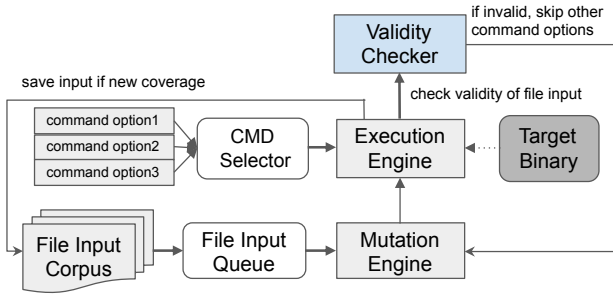 if invalid, skip other
command options
Validity
Checker
save input if new coverage
check validity of file input
command option1
command option2
command option3
CMD
Selector
Execution
Engine
Target
Binary
File Input
Corpus
File Input
Queue
Mutation
Engine